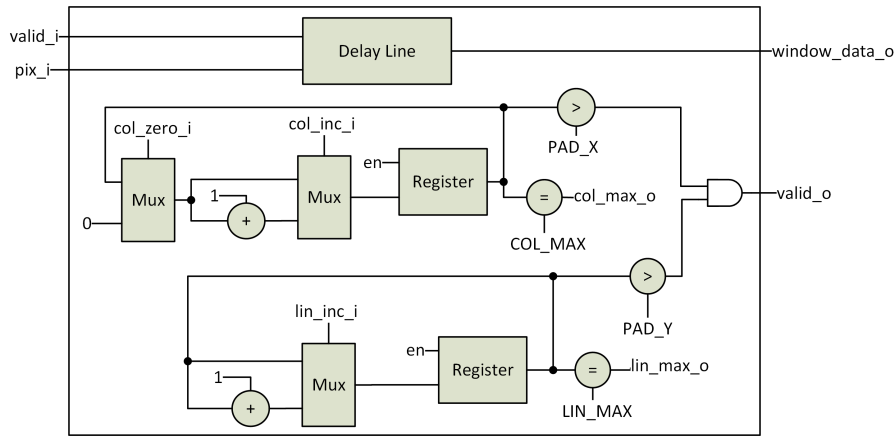 valid_i
pix_i
Delay Line
window_data_o
col_zero_i
col_inc_i
>
PAD_X
en
Mux
1
Mux
Register
0
+
=
col_max_o
COL_MAX
valid_o
>
PAD_Y
lin_inc_i
en
Register
1
Mux
+
=
lin_max_o
LIN_MAX